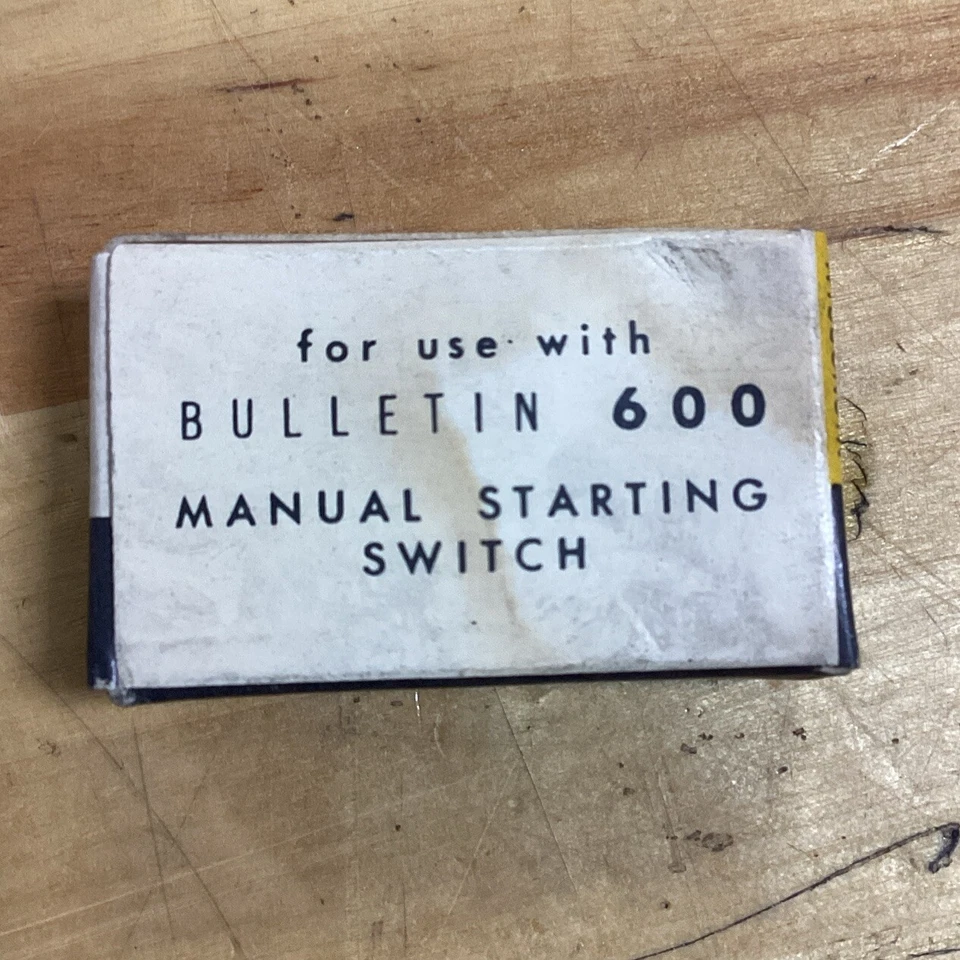 for use with
BULLETIN 600
MANUAL STARTING
SWITCH